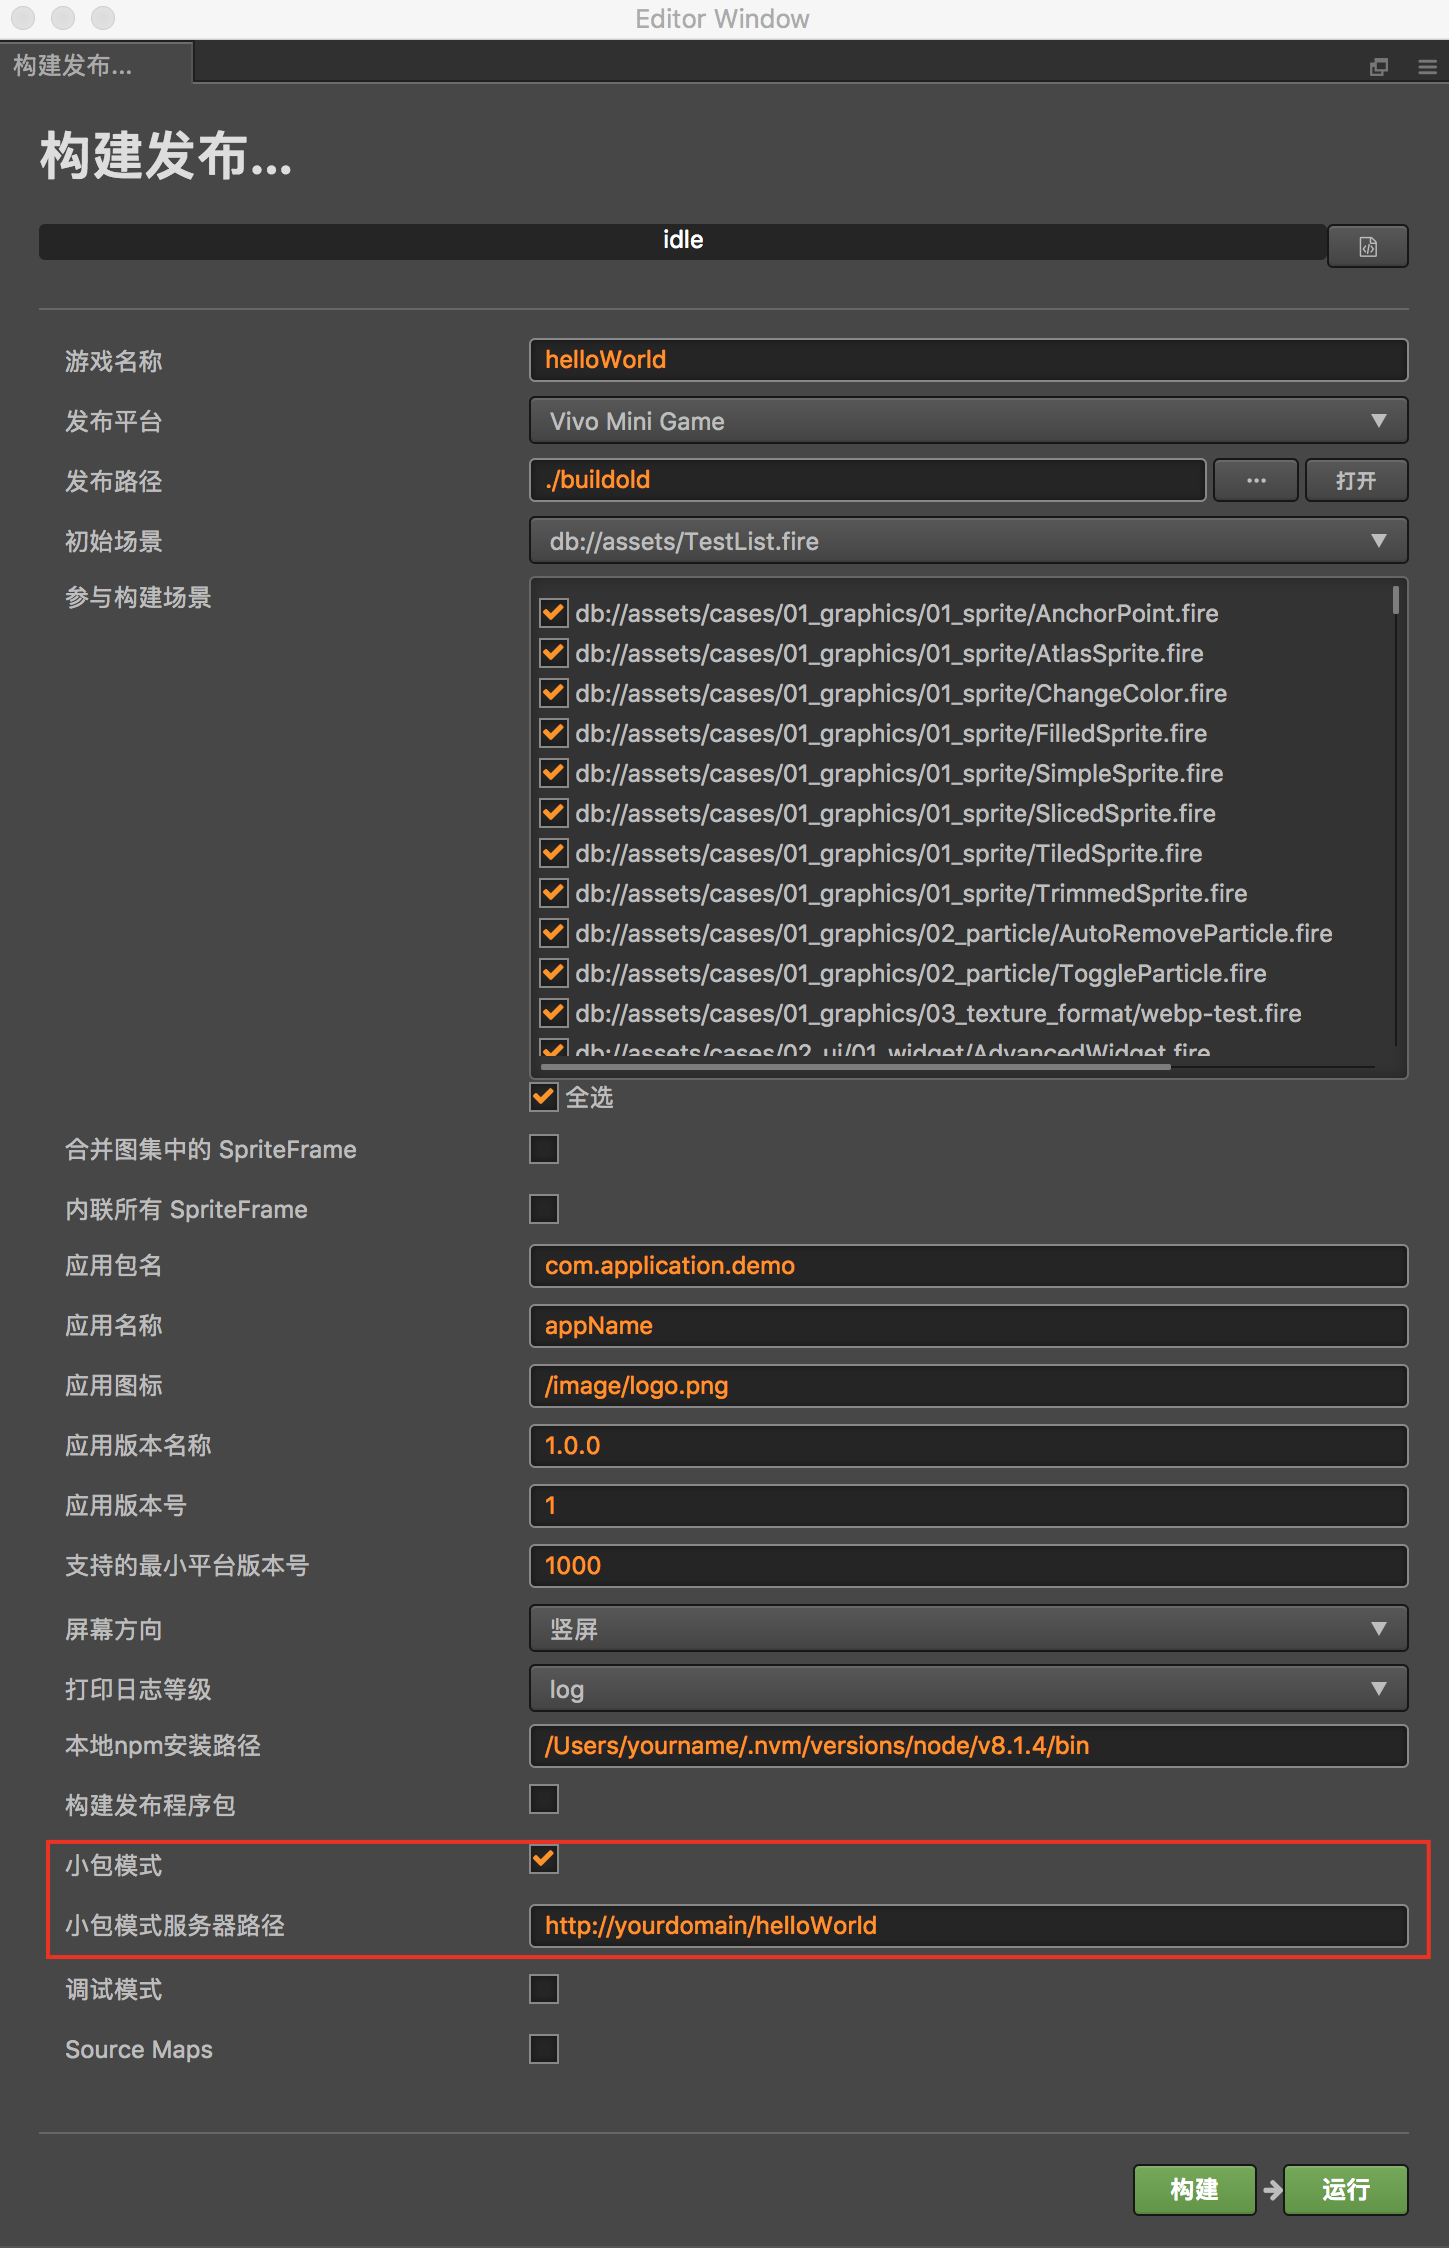 Editor Window
构建发布...
构建发布...
idle
游戏名称 helloWorld
发布平台 Vivo Mini Game
发布路径 ./buildold ... 打开
初始场景 db://assets/TestList.fire
参与构建场景
db://assets/cases/01_graphics/01_sprite/AnchorPoint.fire
db://assets/cases/01_graphics/01_sprite/AtlasSprite.fire
db://assets/cases/01_graphics/01_sprite/ChangeColor.fire
db://assets/cases/01_graphics/01_sprite/FilledSprite.fire
db://assets/cases/01_graphics/01_sprite/SimpleSprite.fire
db://assets/cases/01_graphics/01_sprite/SlicedSprite.fire
db://assets/cases/01_graphics/01_sprite/TiledSprite.fire
db://assets/cases/01_graphics/01_sprite/TrimmedSprite.fire
db://assets/cases/01_graphics/02_particle/AutoRemoveParticle.fire
db://assets/cases/01_graphics/02_particle/ToggleParticle.fire
db://assets/cases/01_graphics/03_texture_format/webp-test.fire
db://assets/cases/02_ui/01_widget/AdvancedWidget.fire
全选
合并图集中的 SpriteFrame
内联所有 SpriteFrame
应用包名 com.application.demo
应用名称 appName
应用图标 /image/logo.png
应用版本名称 1.0.0
应用版本号 1
支持的最小平台版本号 1000
屏幕方向 竖屏
打印日志等级 log
本地npm安装路径 /Users/yourname/.nvm/versions/node/v8.1.4/bin
构建发布程序包
小包模式
小包模式服务器路径 http://yourdomain/helloWorld
调试模式
Source Maps
构建 运行